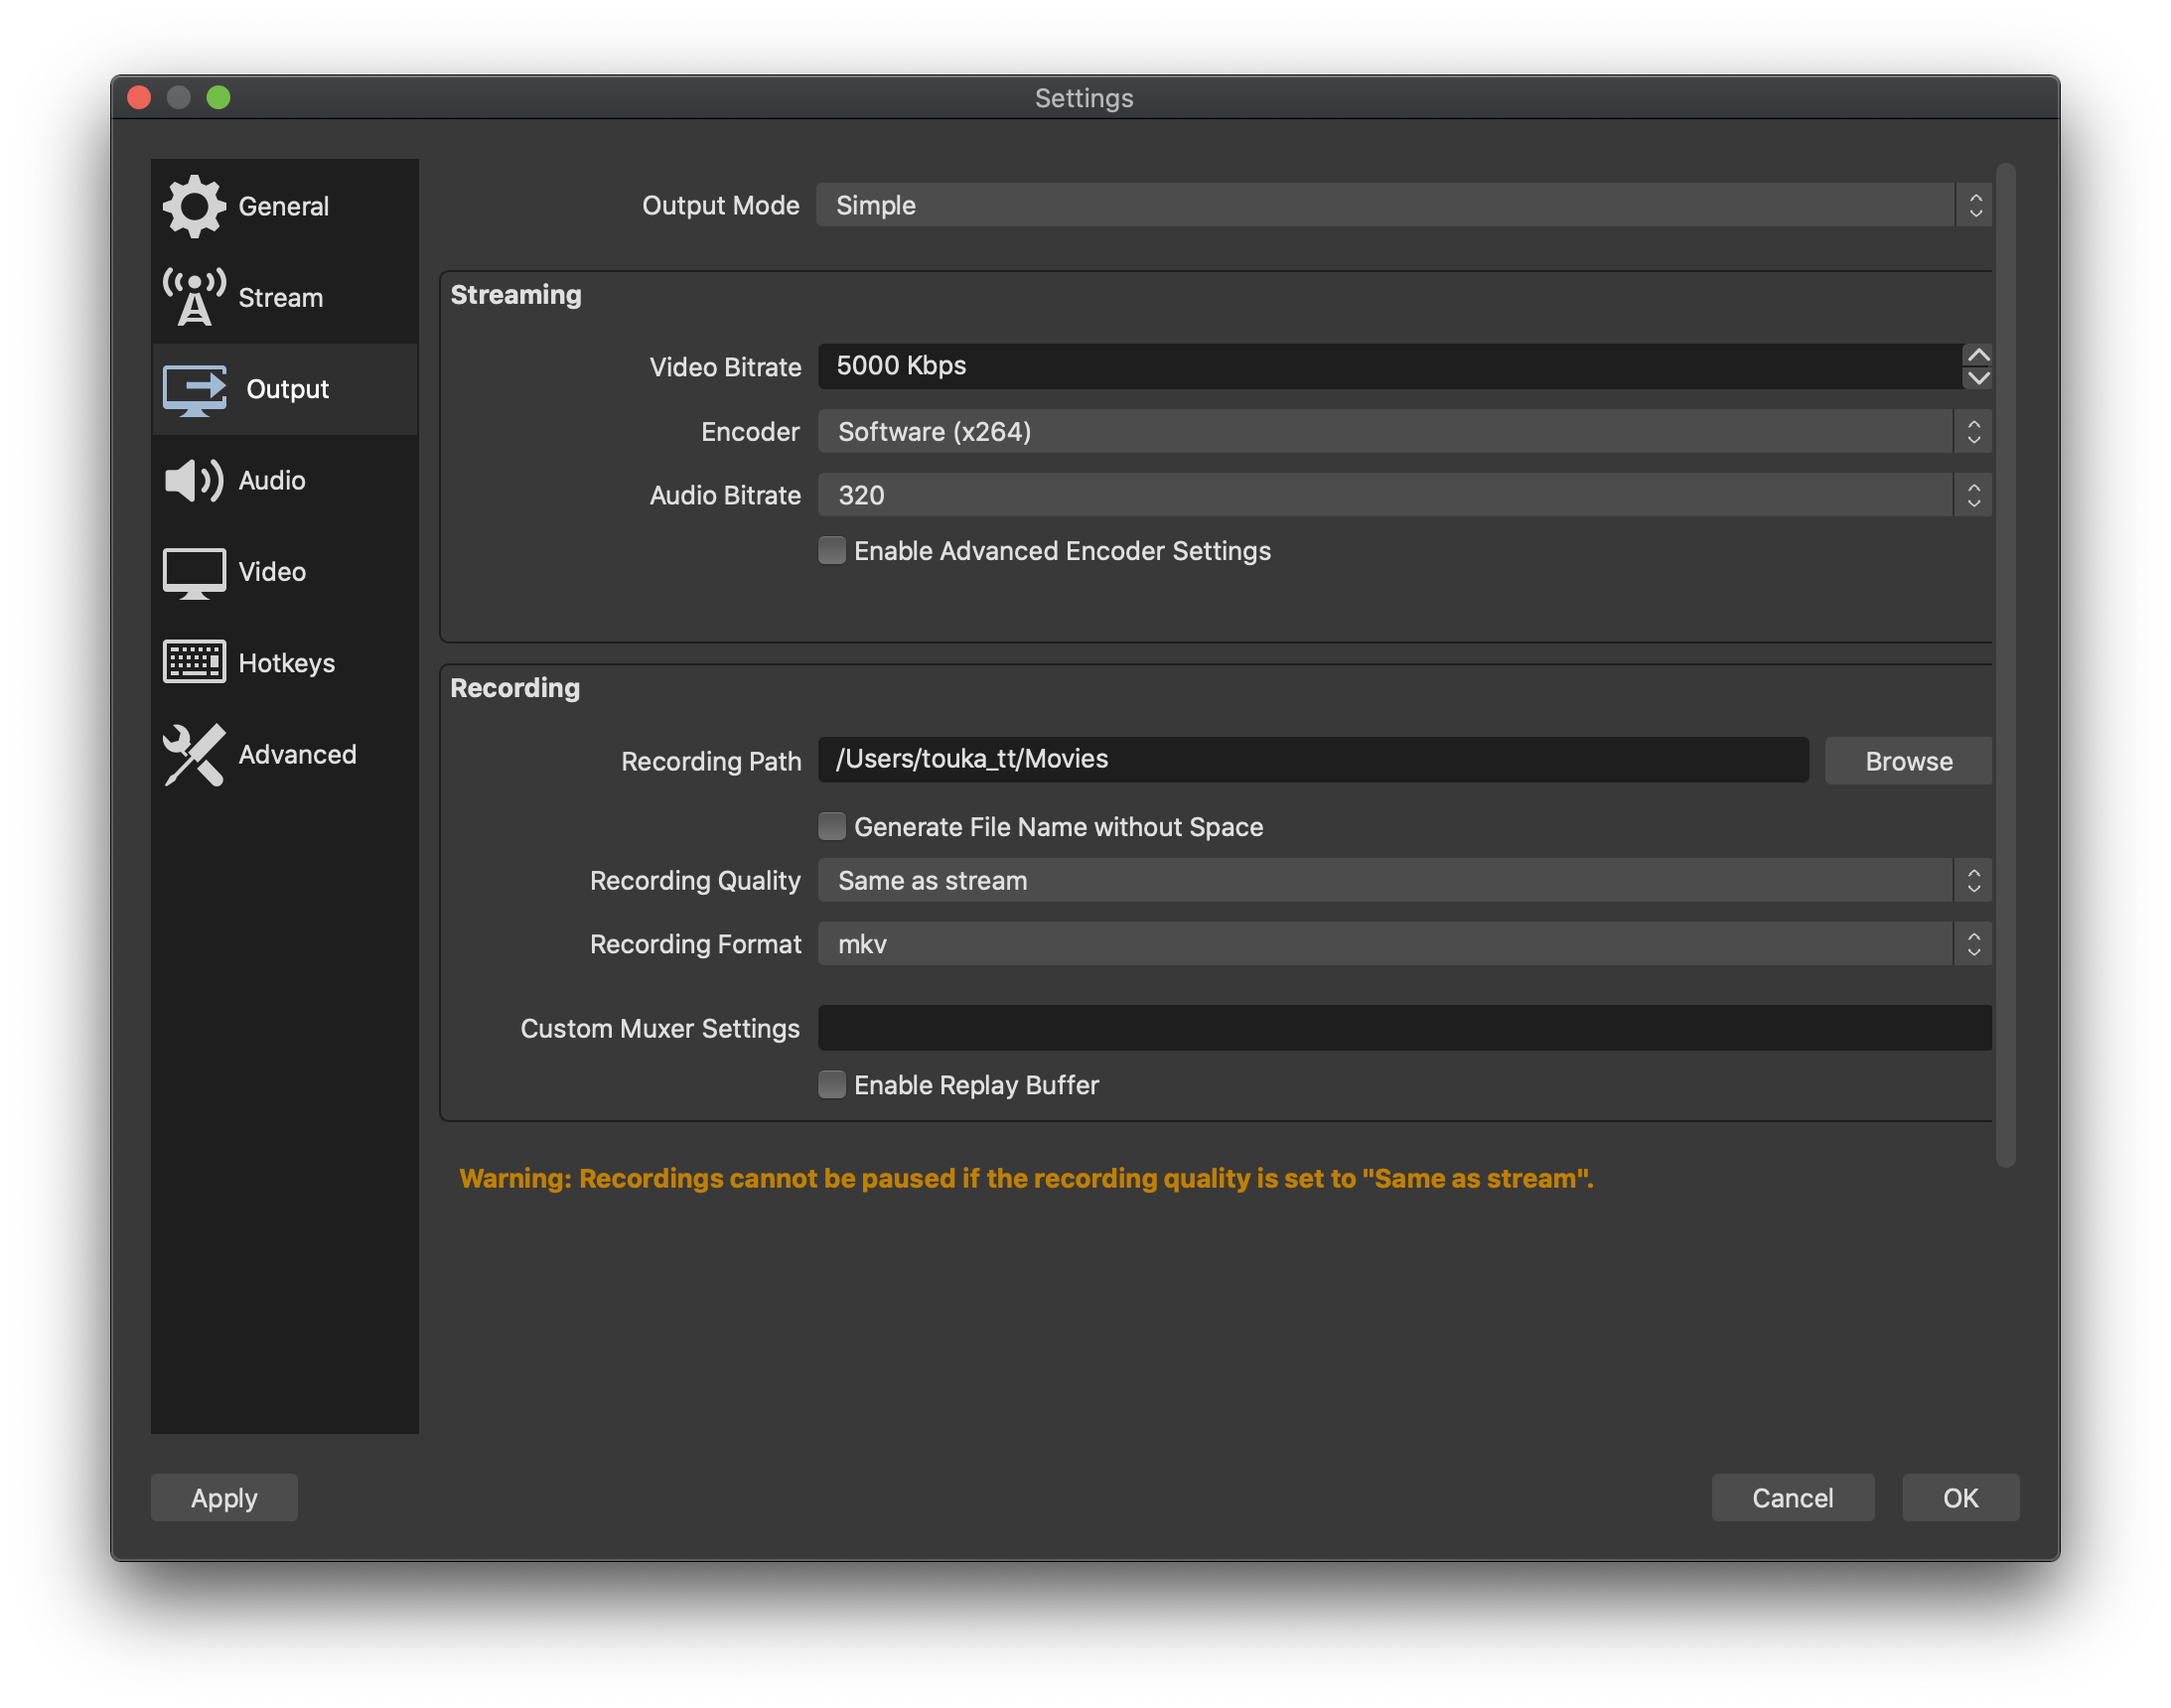 Settings
General
Stream
Output
Audio
Video
Hotkeys
Advanced
Output Mode Simple
Streaming
Video Bitrate 5000 Kbps
Encoder Software (x264)
Audio Bitrate 320
Enable Advanced Encoder Settings
Recording
Recording Path /Users/touka_tt/Movies Browse
Generate File Name without Space
Recording Quality Same as stream
Recording Format mkv
Custom Muxer Settings
Enable Replay Buffer
Warning: Recordings cannot be paused if the recording quality is set to "Same as stream".
Apply Cancel OK